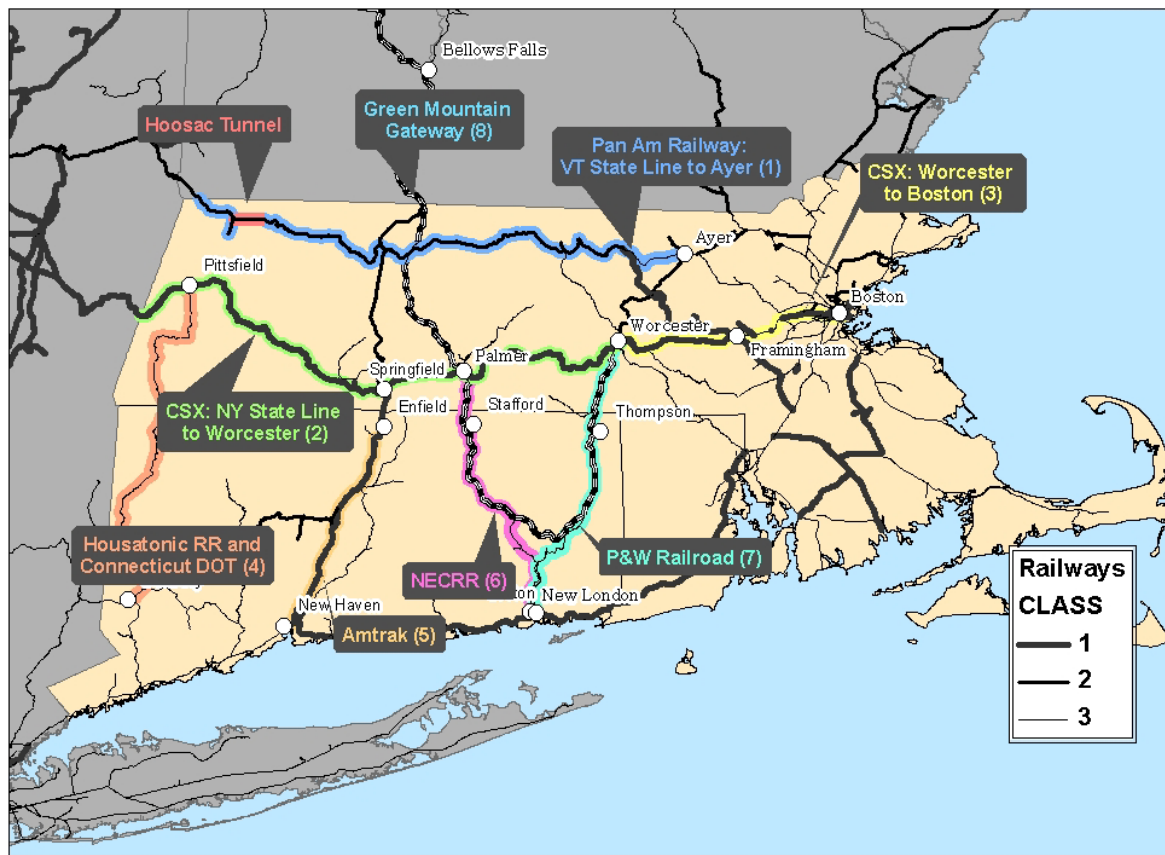 Bellows Falls
Hoosac Tunnel
Green Mountain
Gateway (8)
Pan Am Railway:
VT State Line to Ayer (1)
CSX: Worcester
to Boston (3)
Ayer
Pittsfield
Boston
Worcester
Framingham
Palmer
Springfield
CSX: NY State Line
to Worcester (2)
Enfield
Stafford
Thompson
Housatonic RR and
Connecticut DOT (4)
NECRR (6)
P&W Railroad (7)
New London
New Haven
Amtrak (5)
Railways
CLASS
1
2
3